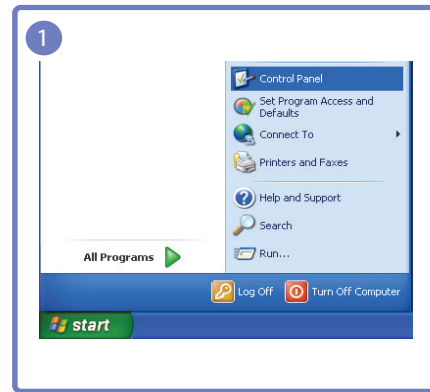 1
Control Panel
Set Program Access and
Defaults
Connect To
Printers and Faxes
Help and Support
Search
Run...
All Programs
Log Off Turn Off Computer
start